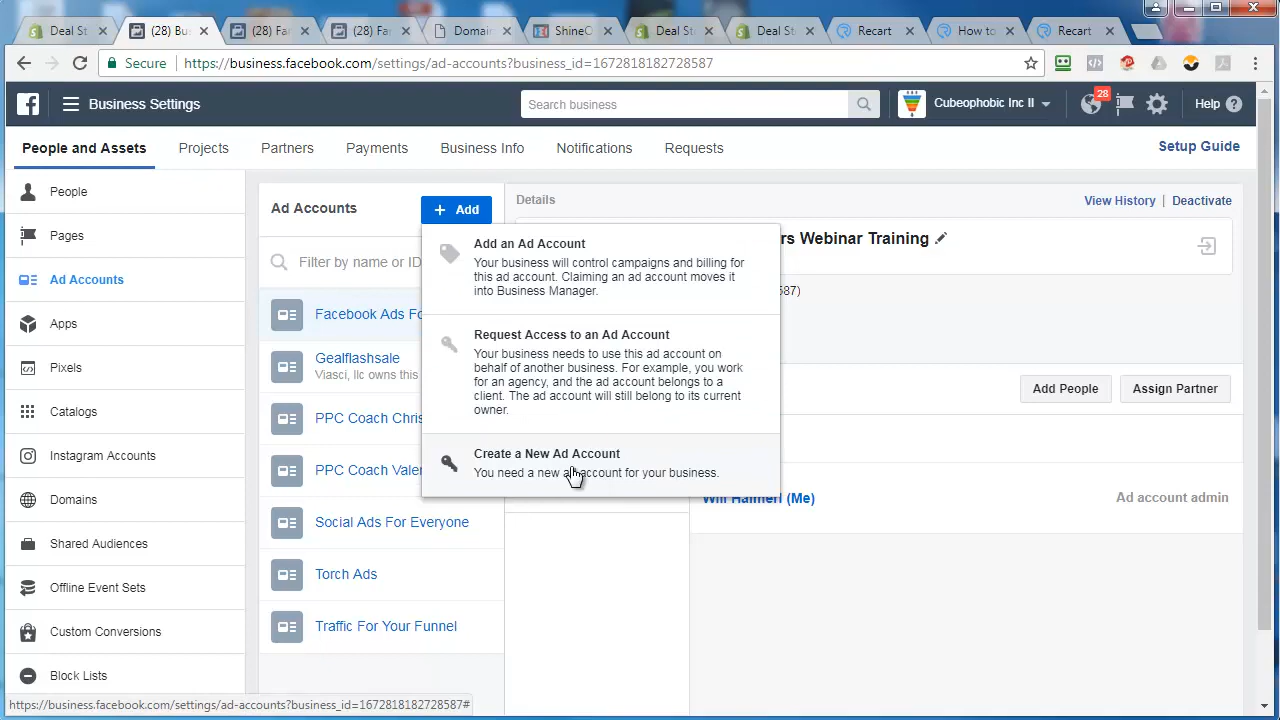 Deal St
(28) Bu
(28) Fa
(28) Fa
Domain
ShineO
Deal St
Deal St
Recart
How to
Recart
Secure
https://business.facebook.com/settings/ad-accounts?business_id=1672818182728587
Business Settings
Search business
Cubeophobic Inc II
28
Help
People and Assets
Projects
Partners
Payments
Business Info
Notifications
Requests
Setup Guide
People
Pages
Ad Accounts
Apps
Pixels
Catalogs
Instagram Accounts
Domains
Shared Audiences
Offline Event Sets
Custom Conversions
Block Lists
Ad Accounts
+ Add
Filter by name or ID
Facebook Ads Fo
Gealflashsale
Viasci, llc owns this
PPC Coach Chris
PPC Coach Valer
Social Ads For Everyone
Torch Ads
Traffic For Your Funnel
Add an Ad Account
Your business will control campaigns and billing for
this ad account. Claiming an ad account moves it
into Business Manager.
Request Access to an Ad Account
Your business needs to use this ad account on
behalf of another business. For example, you work
for an agency, and the ad account belongs to a
client. The ad account will still belong to its current
owner.
Create a New Ad Account
You need a new ad account for your business.
Details
View History | Deactivate
rs Webinar Training
587)
Add People
Assign Partner
(Me)
Ad account admin
https://business.facebook.com/settings/ad-accounts?business_id=1672818182728587#